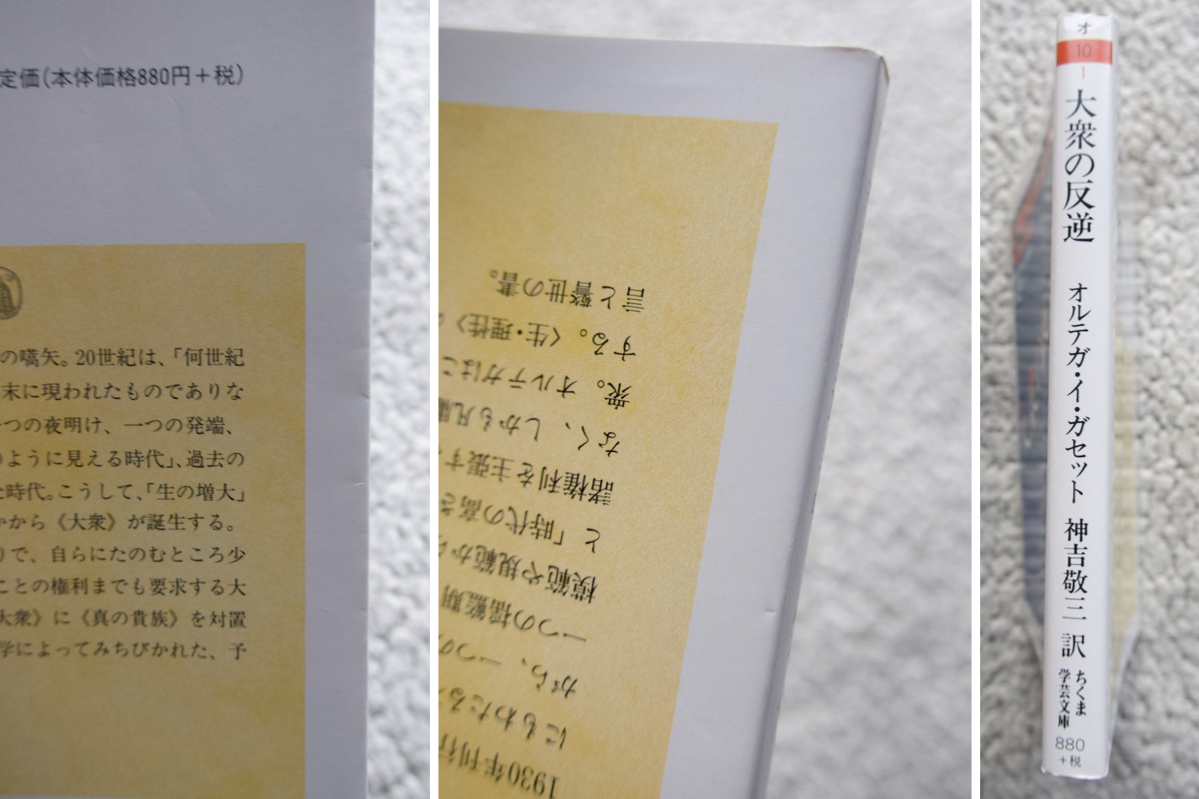 定価(本体価格880円+税)
の嚆矢。20世紀は、「何世紀
末に現われたものでありな
つの夜明け、一つの発端、
のように見える時代」、過去の
た時代。こうして、「生の増大」
かから《大衆》が誕生する。
りで、自らにたのむところ少
ことの権利までも要求する大
大衆》に《真の貴族》を対置
学によってみちびかれた、予
1930年刊行
にもわたる
がら、一つ
一つの揺籃期
模範や規範か
と「時代の高さ
諸権利を主張す
なく、しかも凡
衆。オルテガはこ
する。〈生・理性〉
言と警世の書。
オ
10
1
大衆の反逆
オルテガ・イ・ガセット
神吉敬三 訳
ちくま
学芸文庫
880
+税